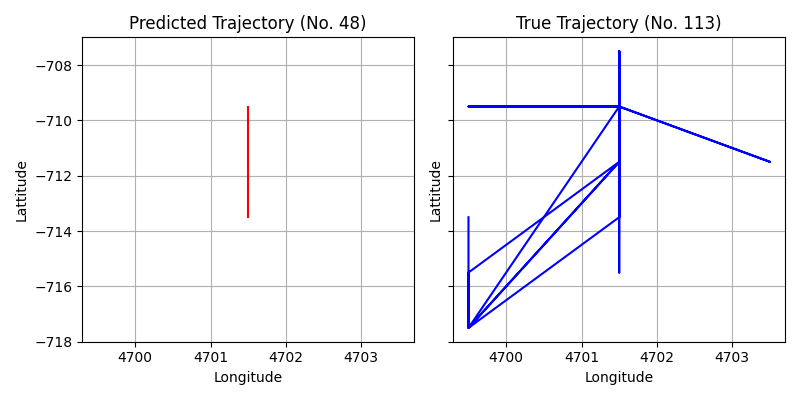 Predicted Trajectory (No. 48)
True Trajectory (No. 113)
−708
−710
−712
−714
−716
−718
Lattitude
Lattitude
4700
4701
4702
4703
4700
4701
4702
4703
Longitude
Longitude